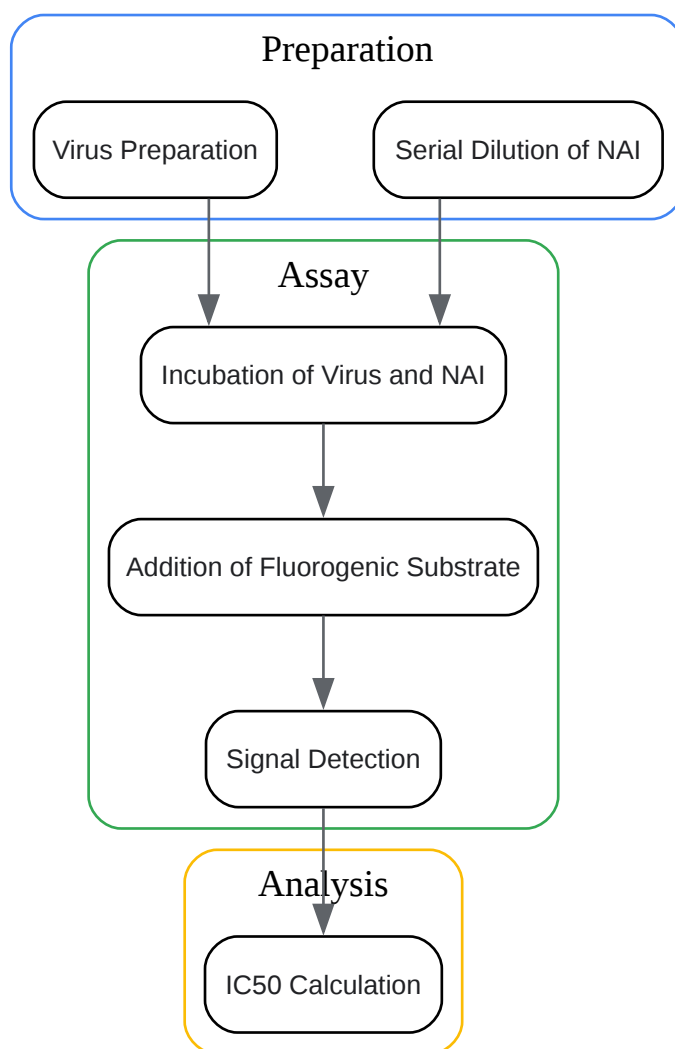 Preparation
Virus Preparation
Serial Dilution of NAI
Assay
Incubation of Virus and NAI
Addition of Fluorogenic Substrate
Signal Detection
Analysis
IC50 Calculation